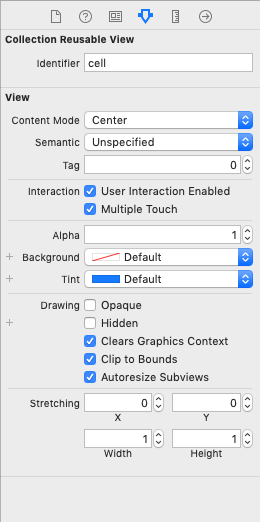 Collection Reusable View
Identifier cell
View
Content Mode Center
Semantic Unspecified
Tag 0
Interaction User Interaction Enabled
Multiple Touch
Alpha 1
+ Background Default
+ Tint Default
Drawing Opaque
+ Hidden
Clears Graphics Context
Clip to Bounds
Autoresize Subviews
Stretching 0 0
X Y
1 1
Width Height